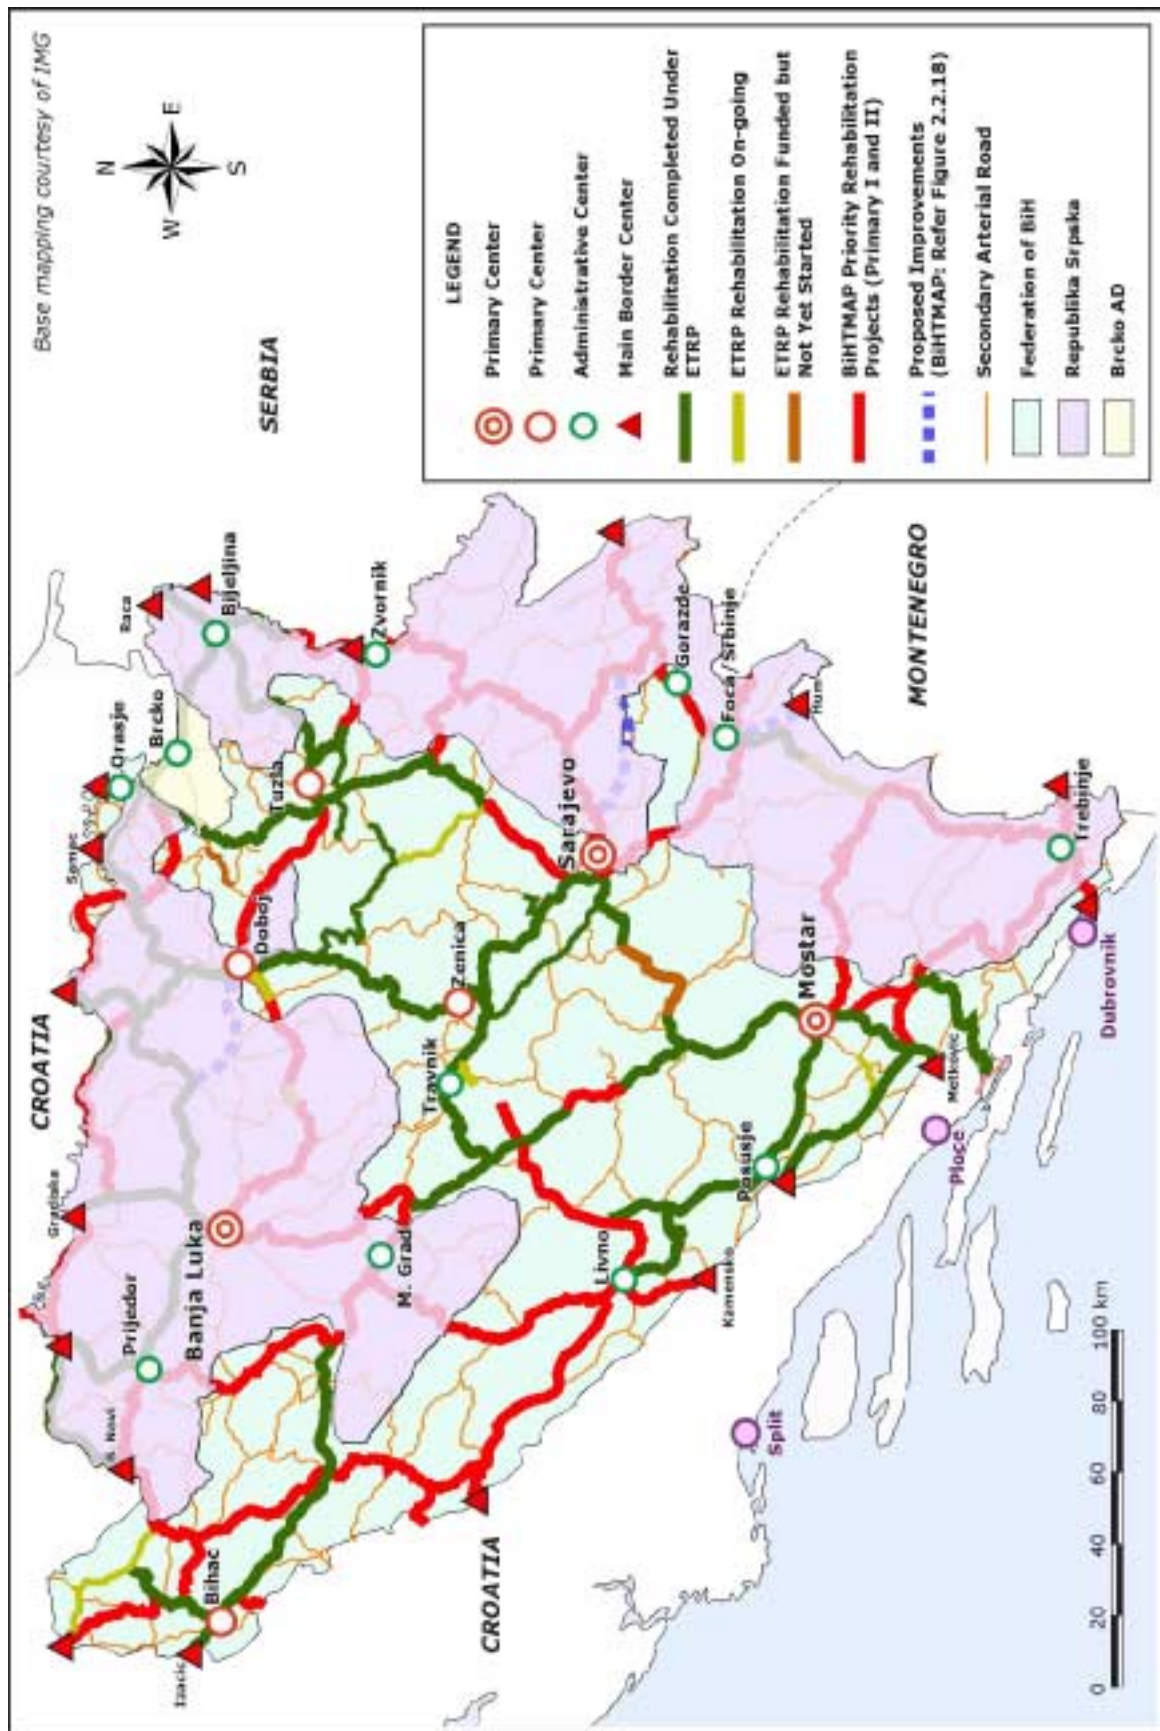 Base mapping courtesy of IMG
N
W
E
S
CROATIA
SERBIA
Gradiska
Samac
Orasje
Raca
Prijedor
B. Novi
Banja Luka
Doboj
Brcko
Bijeljina
Izacic
Bihać
Tuzla
Zvornik
M. Grad
Travnik
Zenica
CROATIA
Livno
Sarajevo
Gorazde
Kamensko
Posusje
Foca/Srbinje
Mostar
Hum
Split
MONTENEGRO
Ploce
Metkovic
Trebinje
Dubrovnik
0
20
40
60
80
100 km
LEGEND
Primary Center
Primary Center
Administrative Center
Main Border Center
Rehabilitation Completed Under
ETRP
ETRP Rehabilitation On-going
ETRP Rehabilitation Funded but
Not Yet Started
BiHTMAP Priority Rehabilitation
Projects (Primary I and II)
Proposed Improvements
(BiHTMAP: Refer Figure 2.2.18)
Secondary Arterial Road
Federation of BiH
Republika Srpska
Brcko AD